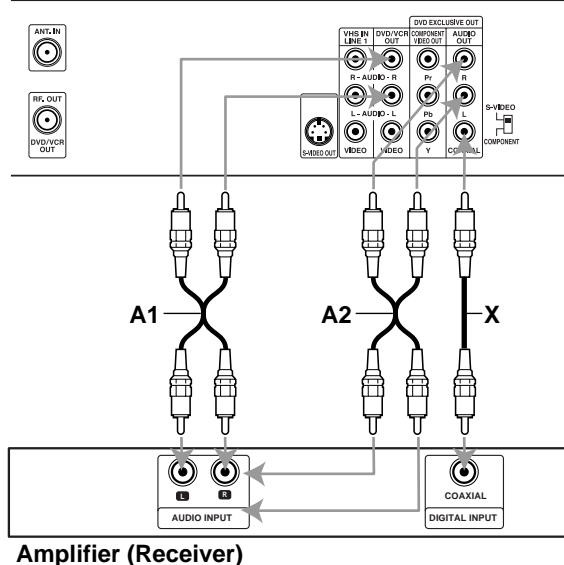 DVD EXCLUSIVE OUT
ANT. IN
VHS IN LINE 1
DVD/VCR OUT
COMPONENT VIDEO OUT
AUDIO OUT
R - AUDIO - R
Pr
R
RF. OUT
DVD/VCR OUT
L - AUDIO - L
Pb
L
S-VIDEO
COMPONENT
S-VIDEO OUT
VIDEO
VIDEO
Y
COAXIAL
A1
A2
X
L
R
AUDIO INPUT
COAXIAL
DIGITAL INPUT
Amplifier (Receiver)